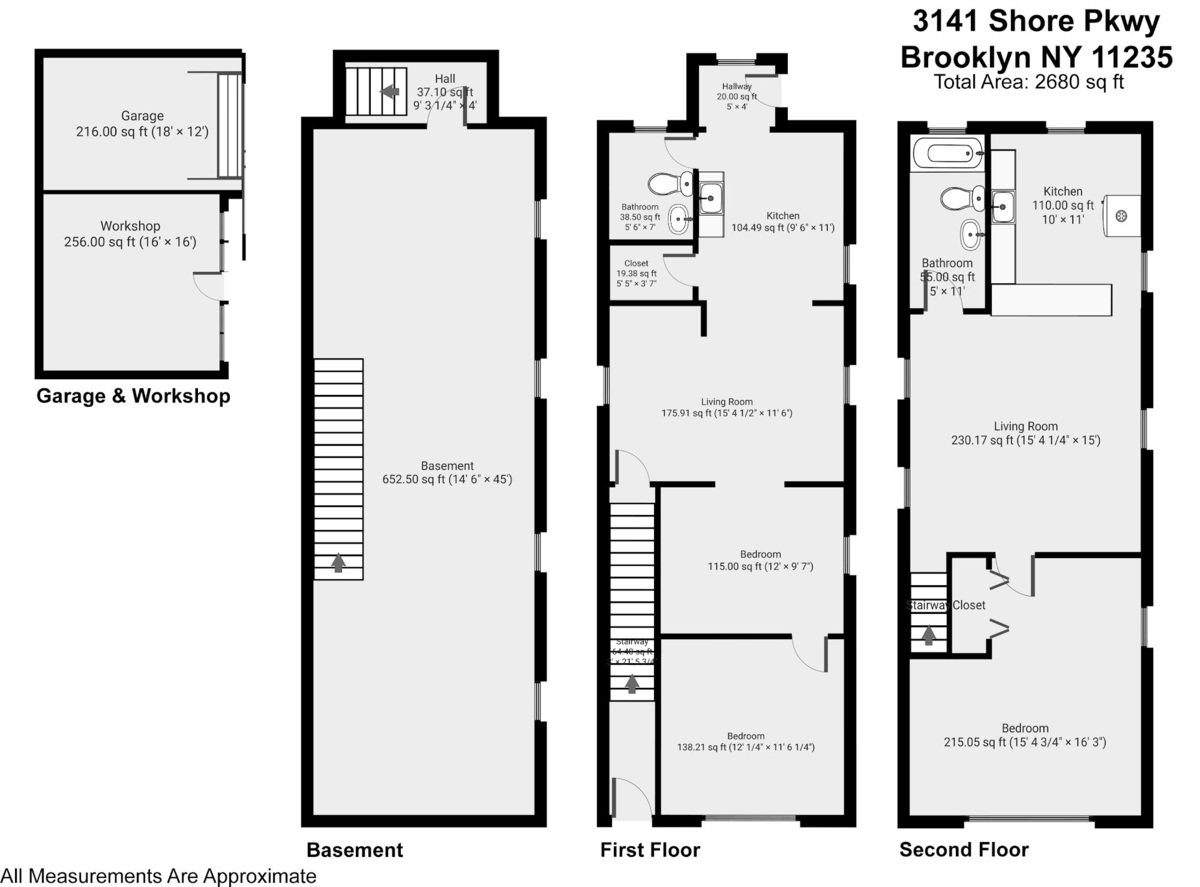 3141 Shore Pkwy
Brooklyn NY 11235
Total Area: 2680 sq ft
Garage
216.00 sq ft (18' × 12')
Workshop
256.00 sq ft (16' × 16')
Garage & Workshop
Hall
37.10 sq ft
9' 3 1/4" × 4'
Basement
652.50 sq ft (14' 6" × 45')
Basement
Hallway
20.00 sq ft
5' × 4'
Bathroom
38.50 sq ft
5' 6" × 7'
Kitchen
104.49 sq ft (9' 6" × 11')
Closet
19.38 sq ft
5' 5" × 3' 7"
Living Room
175.91 sq ft (15' 4 1/2" × 11' 6")
Bedroom
115.00 sq ft (12' × 9' 7")
Stairway
64.40 sq ft
' × 21' 5 3/4
Bedroom
138.21 sq ft (12' 1/4" × 11' 6 1/4")
First Floor
Kitchen
110.00 sq ft
10' × 11'
Bathroom
55.00 sq ft
5' × 11'
Living Room
230.17 sq ft (15' 4 1/4" × 15')
Stairway
Closet
Bedroom
215.05 sq ft (15' 4 3/4" × 16' 3")
Second Floor
All Measurements Are Approximate